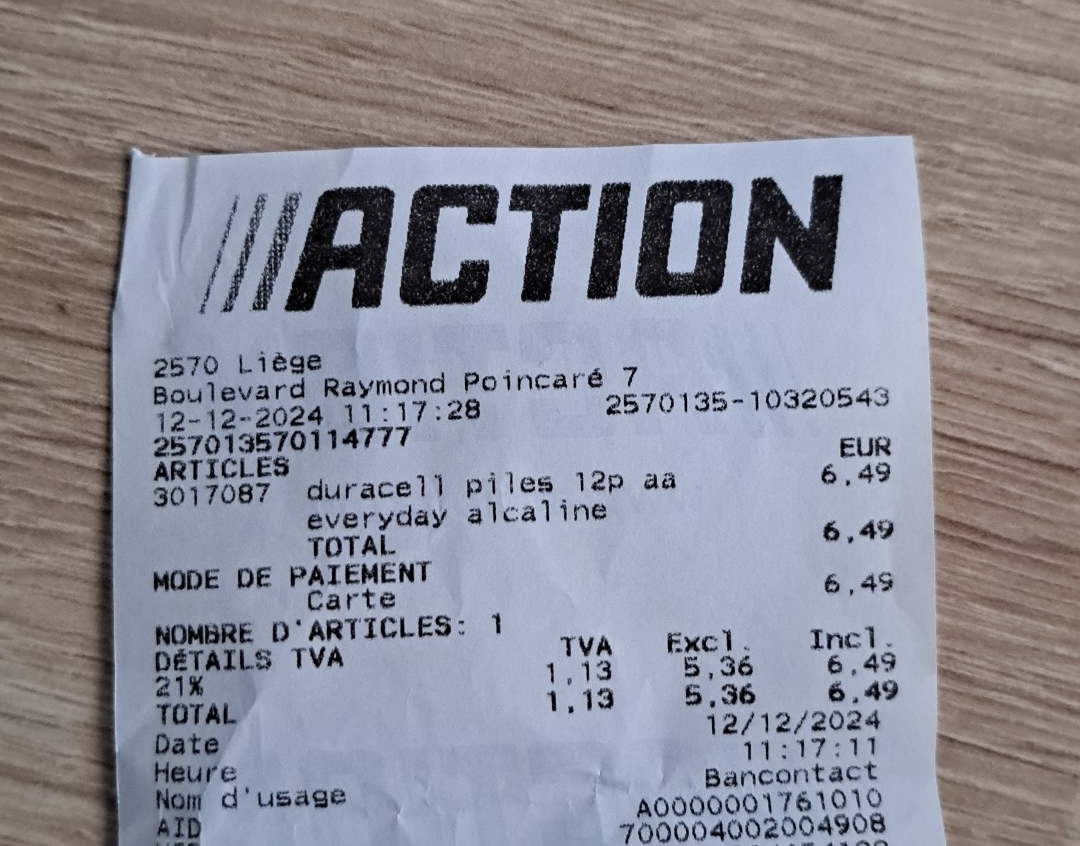 ACTION
2570 Liège
Boulevard Raymond Poincaré 7
12-12-2024 11:17:28 2570135-10320543
257013570114777
EUR
ARTICLES
3017087 duracell piles 12p aa 6,49
everyday alcaline
TOTAL 6,49
MODE DE PAIEMENT
Carte 6,49
NOMBRE D'ARTICLES: 1
DÉTAILS TVA TVA Excl. Incl.
21% 1,13 5,36 6,49
TOTAL 1,13 5,36 6,49
Date 12/12/2024
Heure 11:17:11
Nom d'usage Bancontact
AID A0000001761010
700004002004908